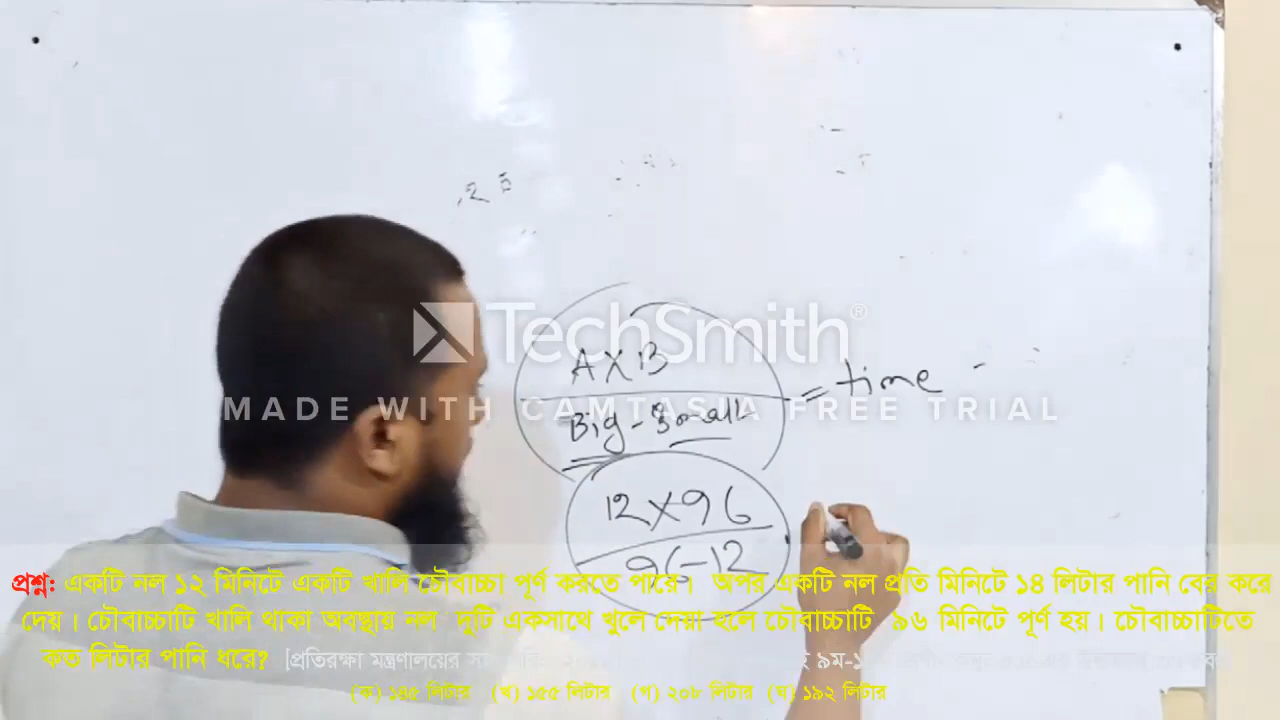 TechSmith®
MADE WITH CAMTASIA FREE TRIAL
A X B
Big - Small
= time
12 X 96
96 - 12
প্রশ্ন: একটি নল ১২ মিনিটে একটি খালি চৌবাচ্চা পূর্ণ করতে পারে। অপর একটি নল প্রতি মিনিটে ১৪ লিটার পানি বের করে
দেয়। চৌবাচ্চাটি খালি থাকা অবস্থায় নল দুটি একসাথে খুলে দেয়া হলে চৌবাচ্চাটি ৯৬ মিনিটে পূর্ণ হয়। চৌবাচ্চাটিতে
কত লিটার পানি ধরে? [প্রতিরক্ষা মন্ত্রণালয়ের
(ক) ১৪৫ লিটার (খ) ১৫৫ লিটার (গ) ২০৮ লিটার (ঘ) ১৯২ লিটার